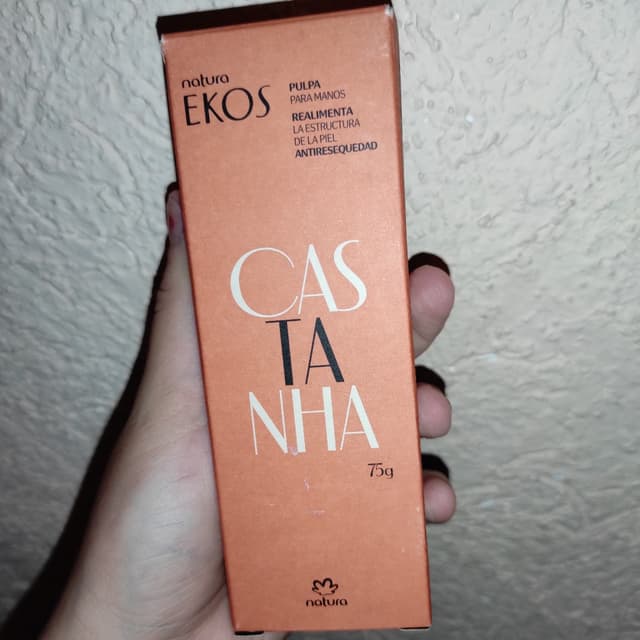 natura
EKOS
PULPA
PARA MANOS
REALIMENTA
LA ESTRUCTURA
DE LA PIEL
ANTIRESEQUEDAD
CAS
TA
NHA
75g
natura